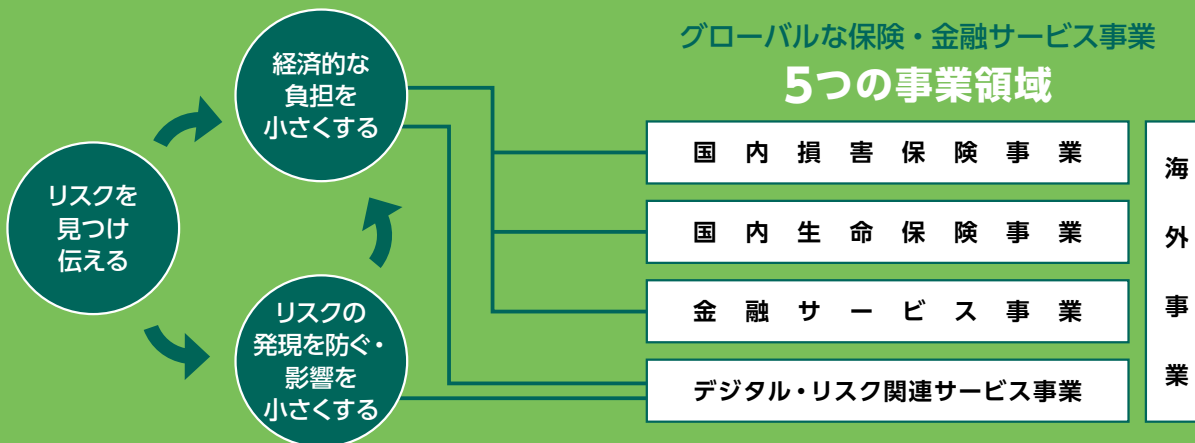 グローバルな保険・金融サービス事業
5つの事業領域
リスクを
見つけ
伝える
経済的な
負担を
小さくする
リスクの
発現を防ぐ・
影響を
小さくする
国内損害保険事業
国内生命保険事業
金融サービス事業
デジタル・リスク関連サービス事業
海外事業